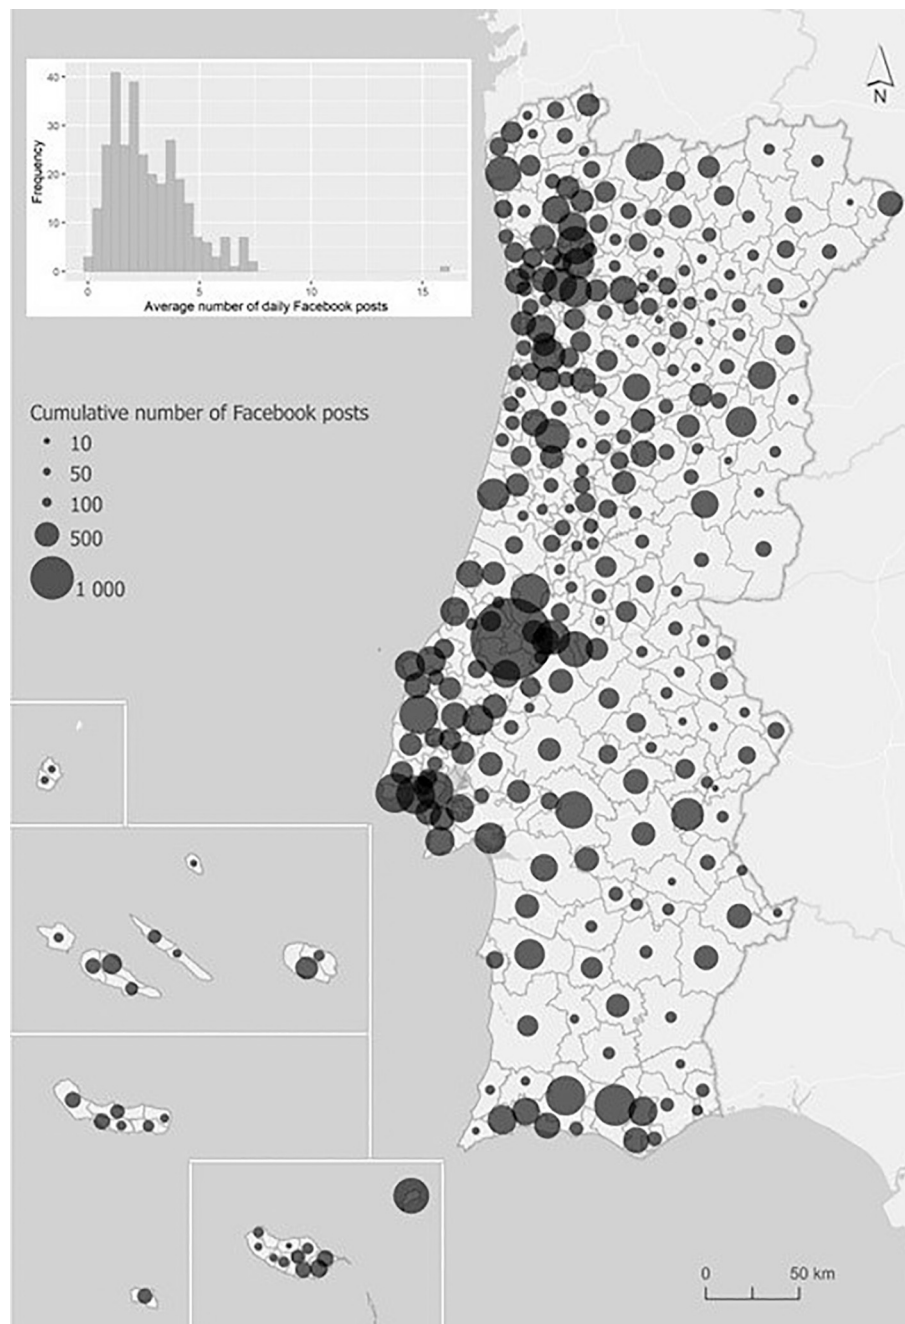 N
40
30
20
10
0
Frequency
0 5 10 15
Average number of daily Facebook posts
Cumulative number of Facebook posts
10
50
100
500
1 000
0 50 km